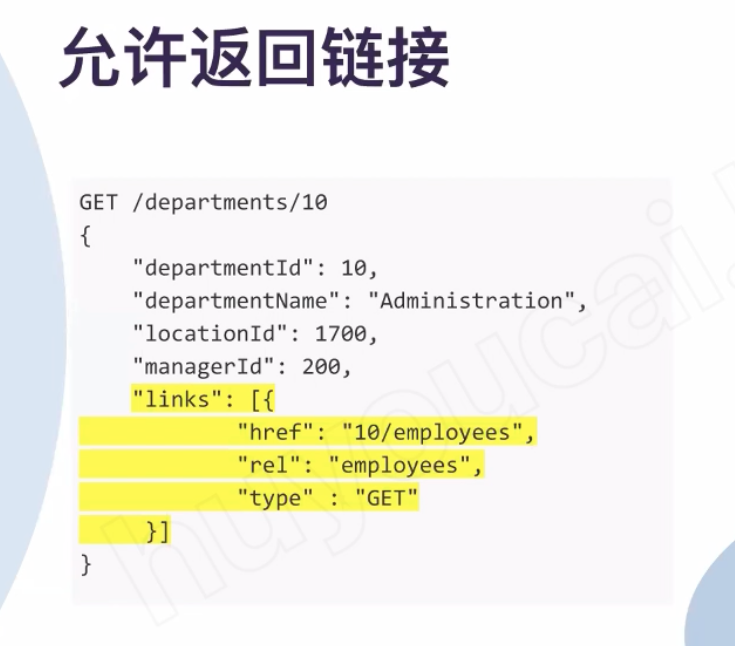 允许返回链接
GET /departments/10
{
    "departmentId": 10,
    "departmentName": "Administration",
    "locationId": 1700,
    "managerId": 200,
    "links": [{
            "href": "10/employees",
            "rel": "employees",
            "type" : "GET"
     }]
}
huyoucai.